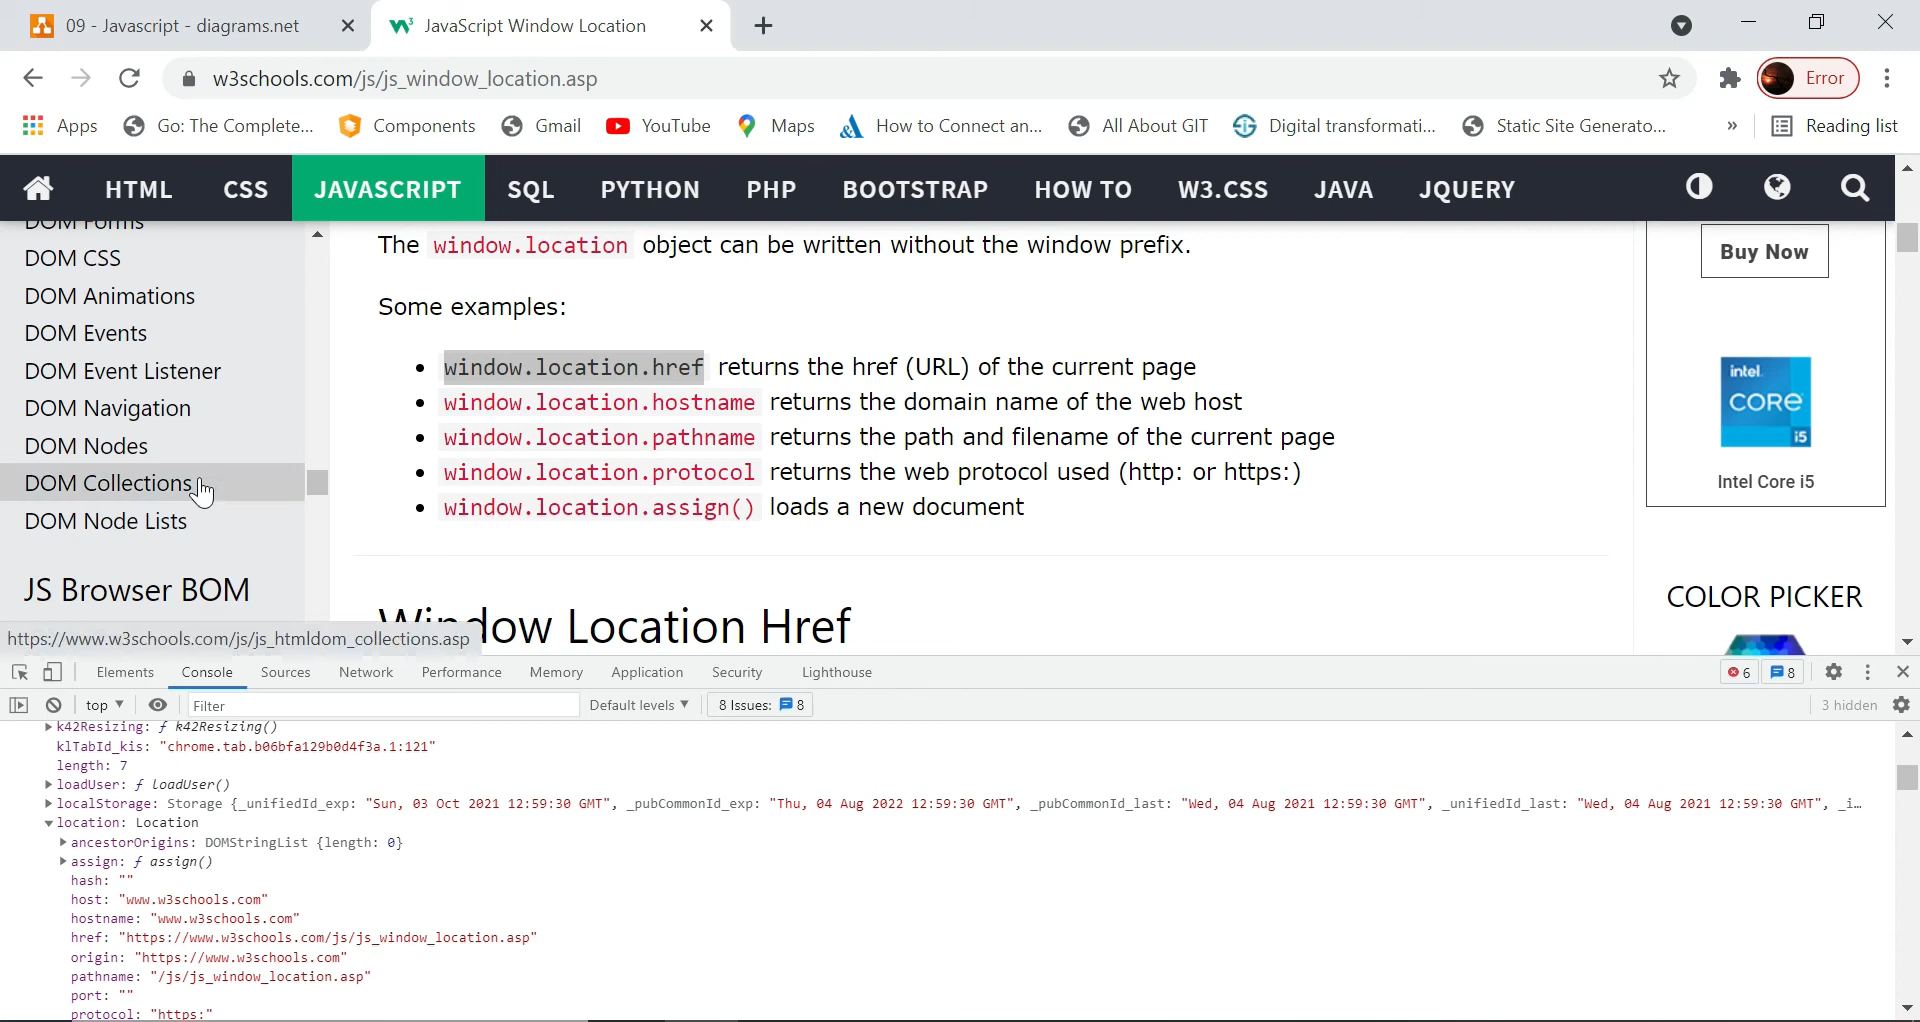 09 - Javascript - diagrams.net
JavaScript Window Location
w3schools.com/js/js_window_location.asp
Error
Apps
Go: The Complete...
Components
Gmail
YouTube
Maps
How to Connect an...
All About GIT
Digital transformati...
Static Site Generato...
»
Reading list
HTML
CSS
JAVASCRIPT
SQL
PYTHON
PHP
BOOTSTRAP
HOW TO
W3.CSS
JAVA
JQUERY
DOM Forms
DOM CSS
DOM Animations
DOM Events
DOM Event Listener
DOM Navigation
DOM Nodes
DOM Collections
DOM Node Lists
JS Browser BOM
https://www.w3schools.com/js/js_htmldom_collections.asp
The window.location object can be written without the window prefix.
Some examples:
• window.location.href returns the href (URL) of the current page
• window.location.hostname returns the domain name of the web host
• window.location.pathname returns the path and filename of the current page
• window.location.protocol returns the web protocol used (http: or https:)
• window.location.assign() loads a new document
Window Location Href
Buy Now
intel.
CORE
i5
Intel Core i5
COLOR PICKER
Elements
Console
Sources
Network
Performance
Memory
Application
Security
Lighthouse
6
8
top
Filter
Default levels
8 Issues: 8
3 hidden
k42Resizing: ƒ k42Resizing()
klTabId_kis: "chrome.tab.b06bfa129b0d4f3a.1:121"
length: 7
loadUser: ƒ loadUser()
localStorage: Storage {_unifiedId_exp: "Sun, 03 Oct 2021 12:59:30 GMT", _pubCommonId_exp: "Thu, 04 Aug 2022 12:59:30 GMT", _pubCommonId_last: "Wed, 04 Aug 2021 12:59:30 GMT", _unifiedId_last: "Wed, 04 Aug 2021 12:59:30 GMT", _i…
location: Location
ancestorOrigins: DOMStringList {length: 0}
assign: ƒ assign()
hash: ""
host: "www.w3schools.com"
hostname: "www.w3schools.com"
href: "https://www.w3schools.com/js/js_window_location.asp"
origin: "https://www.w3schools.com"
pathname: "/js/js_window_location.asp"
port: ""
protocol: "https:"